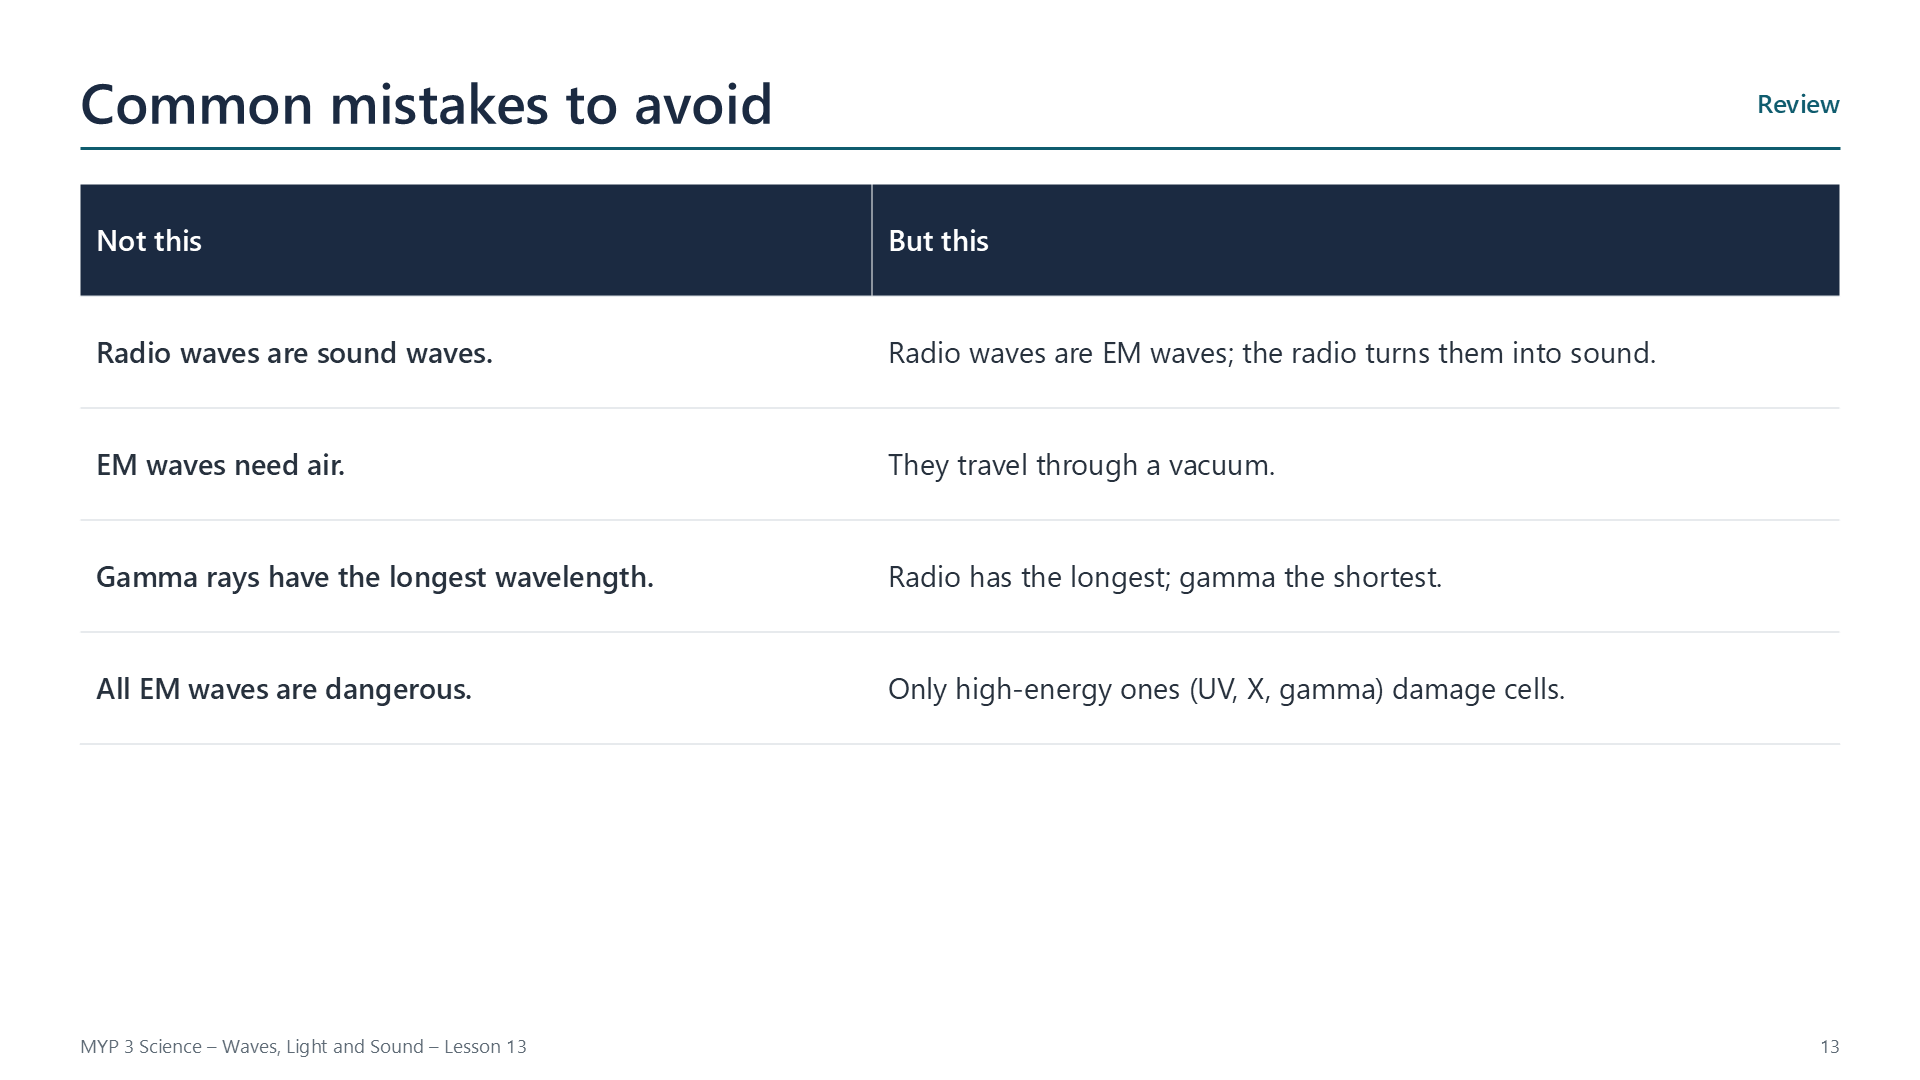 Common mistakes to avoid
Review
Not this
But this
Radio waves are sound waves.
Radio waves are EM waves; the radio turns them into sound.
EM waves need air.
They travel through a vacuum.
Gamma rays have the longest wavelength.
Radio has the longest; gamma the shortest.
All EM waves are dangerous.
Only high-energy ones (UV, X, gamma) damage cells.
MYP 3 Science – Waves, Light and Sound – Lesson 13
13